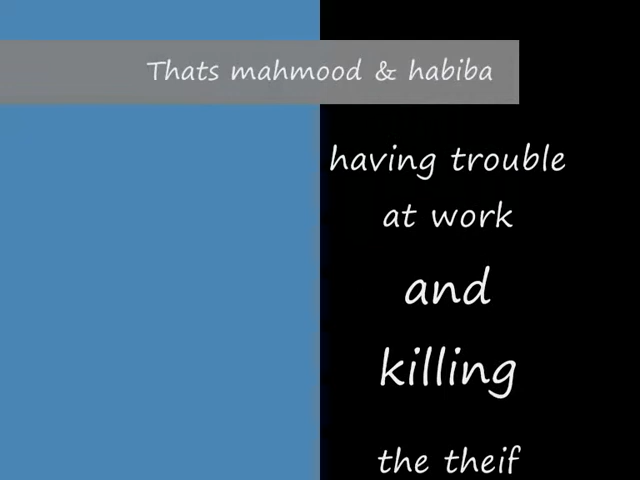 Thats mahmood & habiba
having trouble
at work
and
killing
the theif